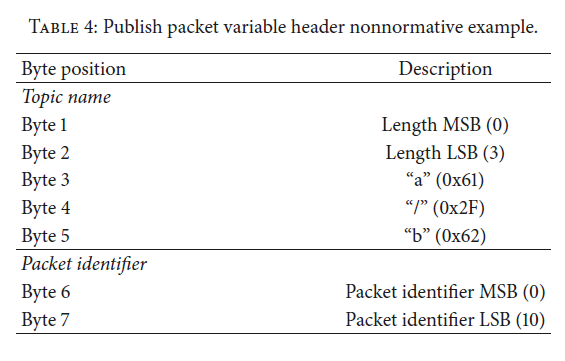 TABLE 4: Publish packet variable header nonnormative example.
Byte position Description
Topic name
Byte 1 Length MSB (0)
Byte 2 Length LSB (3)
Byte 3 “a” (0x61)
Byte 4 “/” (0x2F)
Byte 5 “b” (0x62)
Packet identifier
Byte 6 Packet identifier MSB (0)
Byte 7 Packet identifier LSB (10)